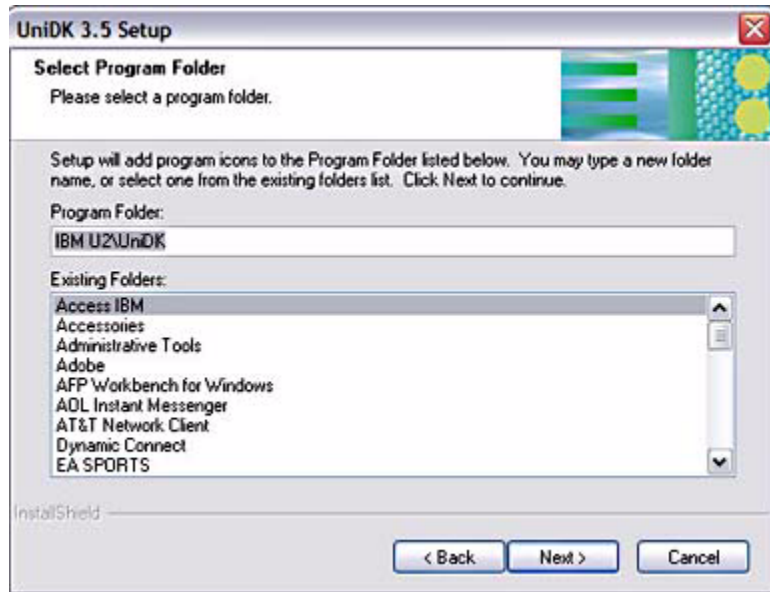 UniDK 3.5 Setup
Select Program Folder
Please select a program folder.
Setup will add program icons to the Program Folder listed below. You may type a new folder
name, or select one from the existing folders list. Click Next to continue.
Program Folder:
IBM U2\UniDK
Existing Folders:
Access IBM
Accessories
Administrative Tools
Adobe
AFP Workbench for Windows
AOL Instant Messenger
AT&T Network Client
Dynamic Connect
EA SPORTS
InstallShield
< Back
Next >
Cancel